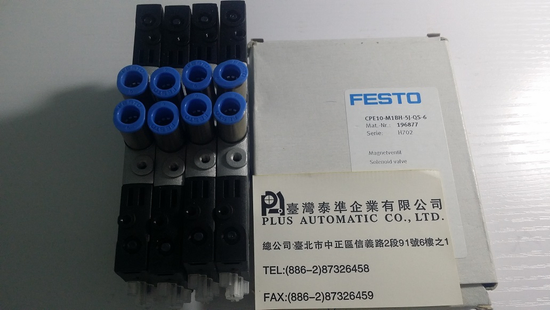 FESTO
CPE10-M1BH-5J-QS-6
Mat.-Nr.: 196877
Serie: H702
Magnetventil
Solenoid valve
臺灣泰準企業有限公司
PLUS AUTOMATIC CO., LTD.
總公司:臺北市中正區信義路2段91號6樓之1
TEL:(886-2)87326458
FAX:(886-2)87326459